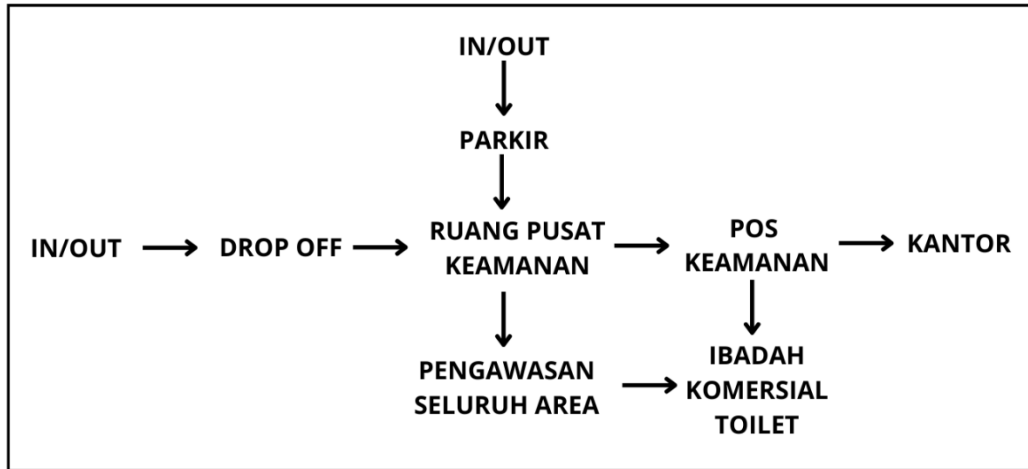 IN/OUT
PARKIR
IN/OUT
DROP OFF
RUANG PUSAT
KEAMANAN
POS
KEAMANAN
KANTOR
PENGAWASAN
SELURUH AREA
IBADAH
KOMERSIAL
TOILET